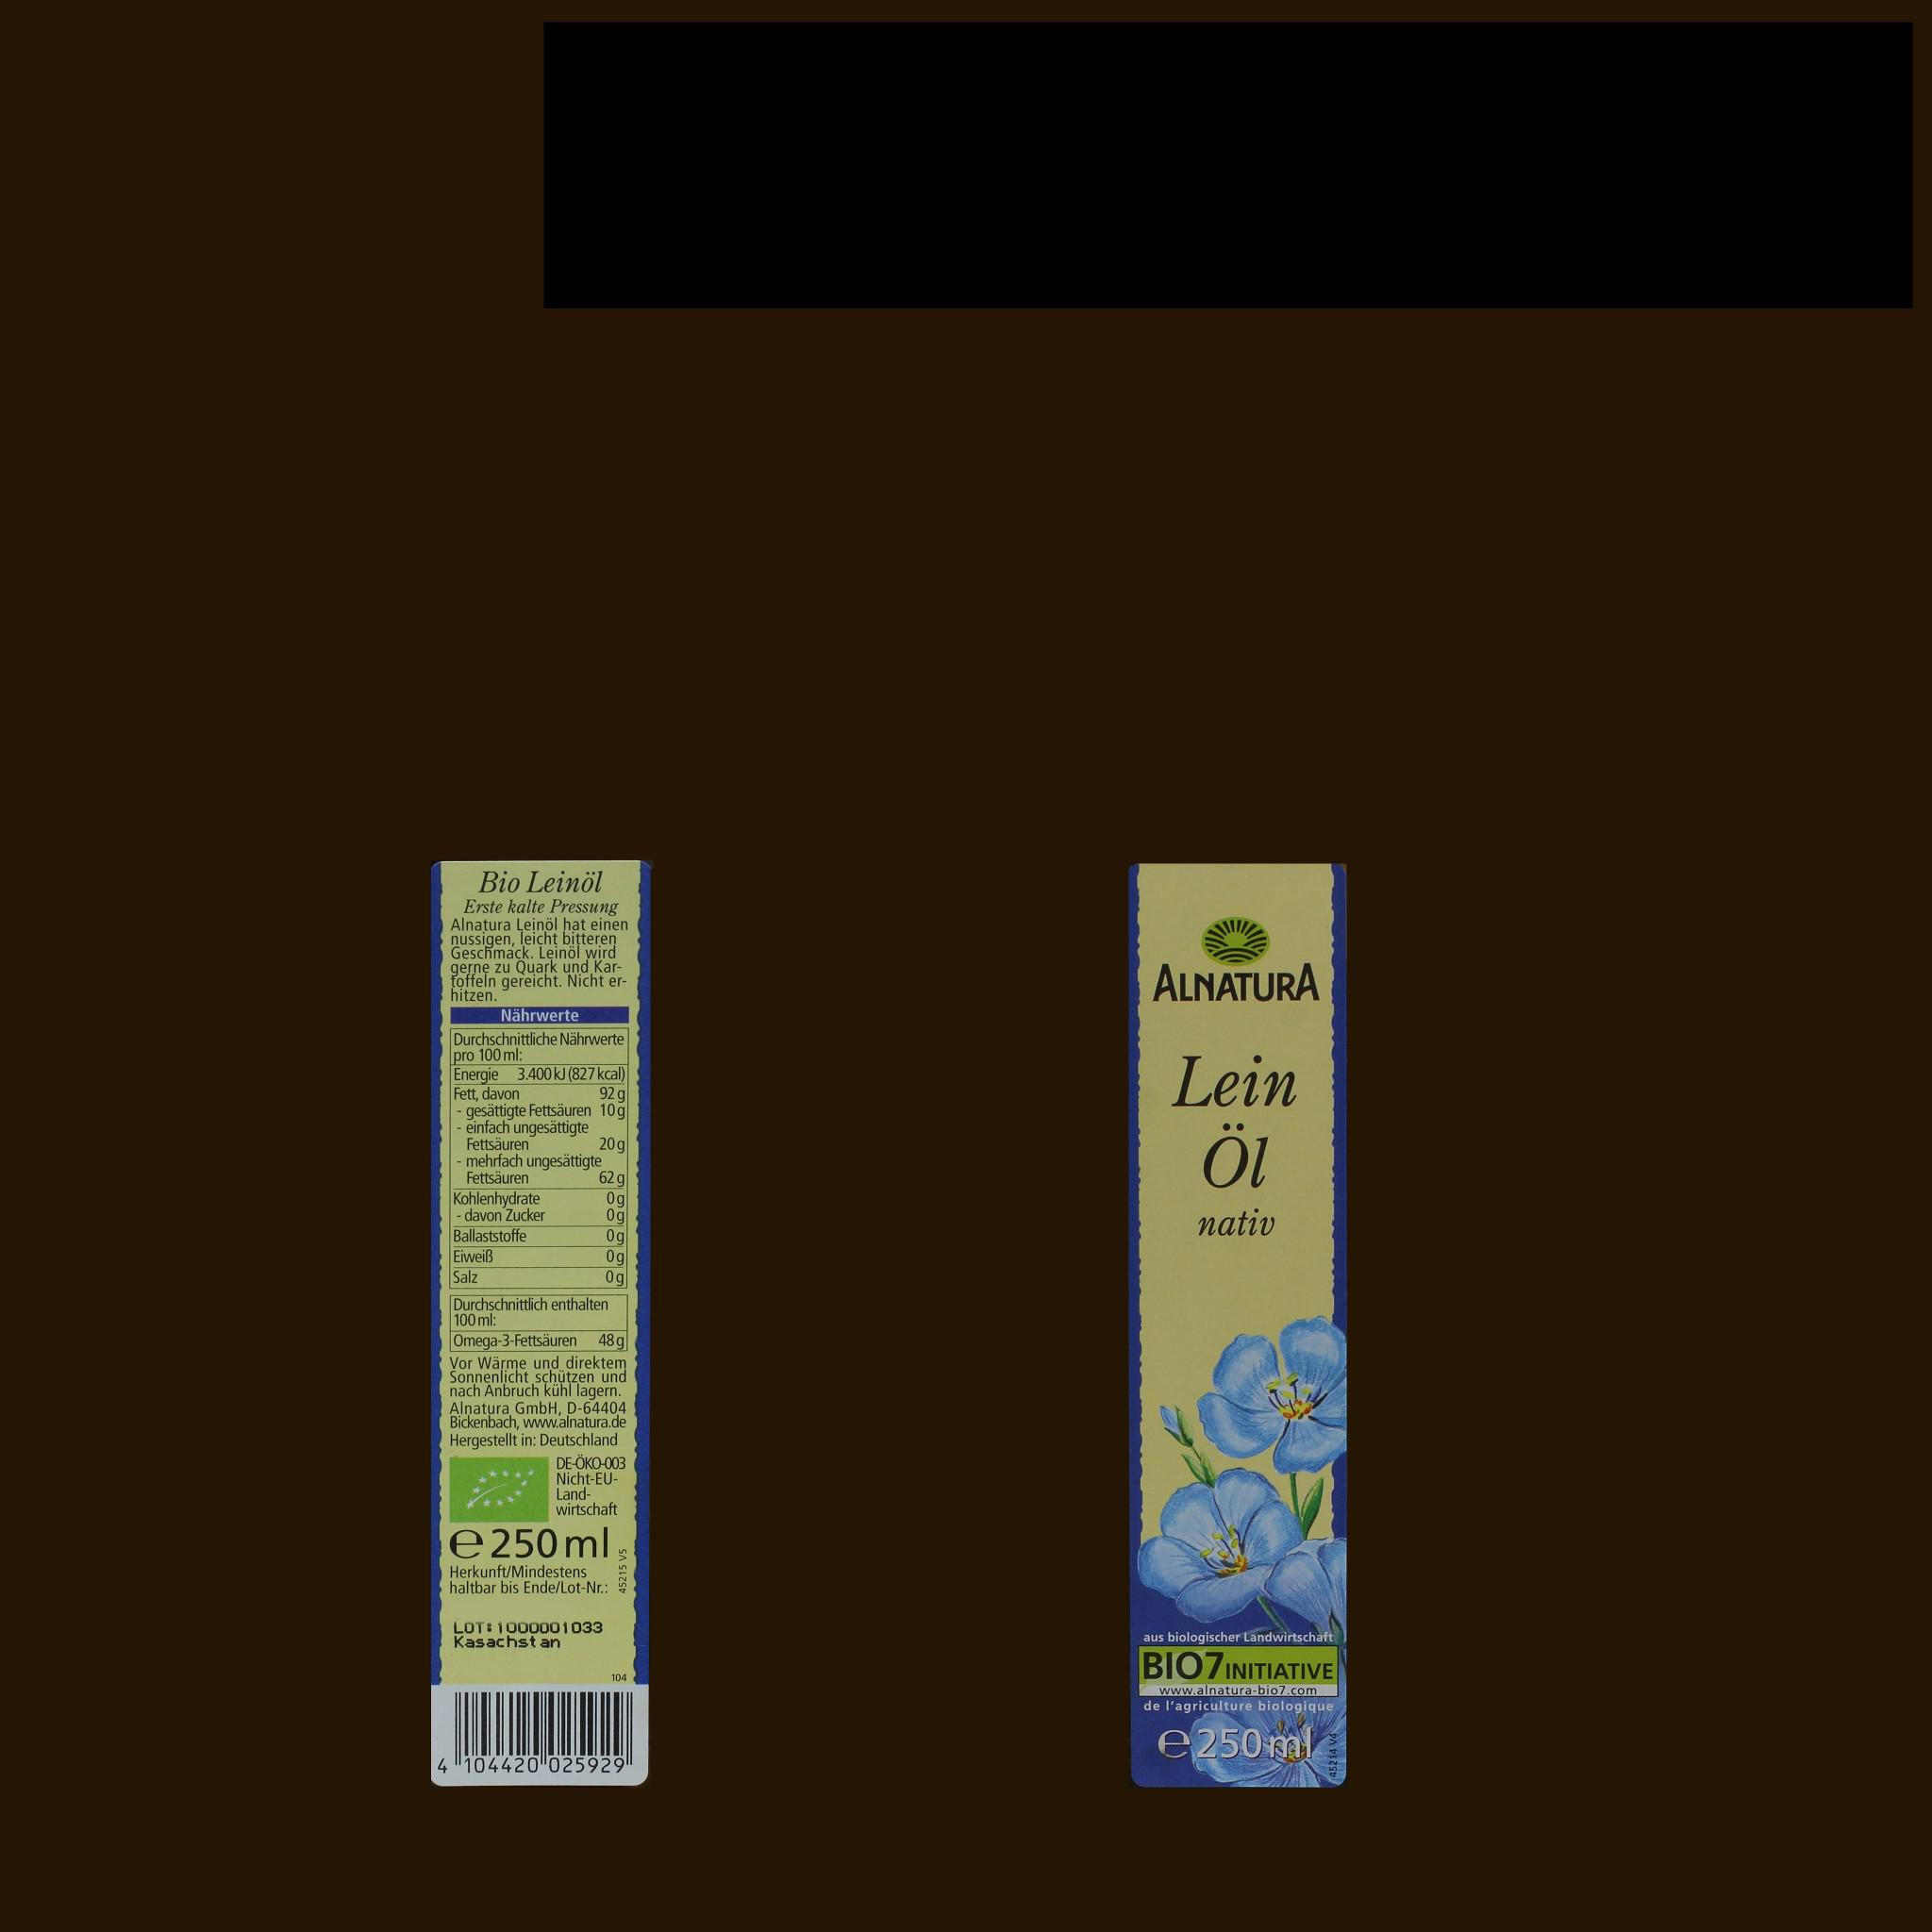 Bio Leinöl
Erste kalte Pressung
Alnatura Leinöl hat einen
nussigen, leicht bitteren
Geschmack. Leinöl wird
gerne zu Quark und Kar-
toffeln gereicht. Nicht er-
hitzen.
Nährwerte
Durchschnittliche Nährwerte
pro 100 ml:
Energie 3.400 kJ (827 kcal)
Fett, davon 92 g
- gesättigte Fettsäuren 10 g
- einfach ungesättigte
Fettsäuren 20 g
- mehrfach ungesättigte
Fettsäuren 62 g
Kohlenhydrate 0 g
- davon Zucker 0 g
Ballaststoffe 0 g
Eiweiß 0 g
Salz 0 g
Durchschnittlich enthalten
100 ml:
Omega-3-Fettsäuren 48 g
Vor Wärme und direktem
Sonnenlicht schützen und
nach Anbruch kühl lagern.
Alnatura GmbH, D-64404
Bickenbach, www.alnatura.de
Hergestellt in: Deutschland
DE-ÖKO-003
Nicht-EU-
Land-
wirtschaft
e 250 ml
Herkunft/Mindestens
haltbar bis Ende/Lot-Nr.:
45215 V5
LOT: 1000001033
Kasachstan
104
4 104420 025929
ALNATURA
Lein
Öl
nativ
aus biologischer Landwirtschaft
BIO7 INITIATIVE
www.alnatura-bio7.com
de l'agriculture biologique
e 250 ml
45214 V4